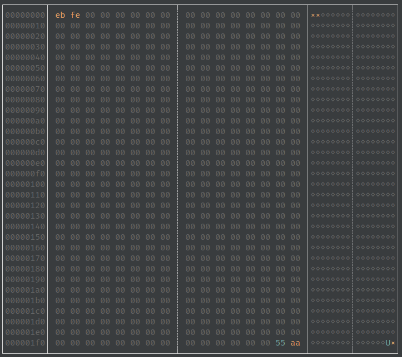 00000000 eb fe 00 00 00 00 00 00 00 00 00 00 00 00 00 00 ××⋄⋄⋄⋄⋄⋄ ⋄⋄⋄⋄⋄⋄⋄⋄
00000010 00 00 00 00 00 00 00 00 00 00 00 00 00 00 00 00 ⋄⋄⋄⋄⋄⋄⋄⋄ ⋄⋄⋄⋄⋄⋄⋄⋄
00000020 00 00 00 00 00 00 00 00 00 00 00 00 00 00 00 00 ⋄⋄⋄⋄⋄⋄⋄⋄ ⋄⋄⋄⋄⋄⋄⋄⋄
00000030 00 00 00 00 00 00 00 00 00 00 00 00 00 00 00 00 ⋄⋄⋄⋄⋄⋄⋄⋄ ⋄⋄⋄⋄⋄⋄⋄⋄
00000040 00 00 00 00 00 00 00 00 00 00 00 00 00 00 00 00 ⋄⋄⋄⋄⋄⋄⋄⋄ ⋄⋄⋄⋄⋄⋄⋄⋄
00000050 00 00 00 00 00 00 00 00 00 00 00 00 00 00 00 00 ⋄⋄⋄⋄⋄⋄⋄⋄ ⋄⋄⋄⋄⋄⋄⋄⋄
00000060 00 00 00 00 00 00 00 00 00 00 00 00 00 00 00 00 ⋄⋄⋄⋄⋄⋄⋄⋄ ⋄⋄⋄⋄⋄⋄⋄⋄
00000070 00 00 00 00 00 00 00 00 00 00 00 00 00 00 00 00 ⋄⋄⋄⋄⋄⋄⋄⋄ ⋄⋄⋄⋄⋄⋄⋄⋄
00000080 00 00 00 00 00 00 00 00 00 00 00 00 00 00 00 00 ⋄⋄⋄⋄⋄⋄⋄⋄ ⋄⋄⋄⋄⋄⋄⋄⋄
00000090 00 00 00 00 00 00 00 00 00 00 00 00 00 00 00 00 ⋄⋄⋄⋄⋄⋄⋄⋄ ⋄⋄⋄⋄⋄⋄⋄⋄
000000a0 00 00 00 00 00 00 00 00 00 00 00 00 00 00 00 00 ⋄⋄⋄⋄⋄⋄⋄⋄ ⋄⋄⋄⋄⋄⋄⋄⋄
000000b0 00 00 00 00 00 00 00 00 00 00 00 00 00 00 00 00 ⋄⋄⋄⋄⋄⋄⋄⋄ ⋄⋄⋄⋄⋄⋄⋄⋄
000000c0 00 00 00 00 00 00 00 00 00 00 00 00 00 00 00 00 ⋄⋄⋄⋄⋄⋄⋄⋄ ⋄⋄⋄⋄⋄⋄⋄⋄
000000d0 00 00 00 00 00 00 00 00 00 00 00 00 00 00 00 00 ⋄⋄⋄⋄⋄⋄⋄⋄ ⋄⋄⋄⋄⋄⋄⋄⋄
000000e0 00 00 00 00 00 00 00 00 00 00 00 00 00 00 00 00 ⋄⋄⋄⋄⋄⋄⋄⋄ ⋄⋄⋄⋄⋄⋄⋄⋄
000000f0 00 00 00 00 00 00 00 00 00 00 00 00 00 00 00 00 ⋄⋄⋄⋄⋄⋄⋄⋄ ⋄⋄⋄⋄⋄⋄⋄⋄
00000100 00 00 00 00 00 00 00 00 00 00 00 00 00 00 00 00 ⋄⋄⋄⋄⋄⋄⋄⋄ ⋄⋄⋄⋄⋄⋄⋄⋄
00000110 00 00 00 00 00 00 00 00 00 00 00 00 00 00 00 00 ⋄⋄⋄⋄⋄⋄⋄⋄ ⋄⋄⋄⋄⋄⋄⋄⋄
00000120 00 00 00 00 00 00 00 00 00 00 00 00 00 00 00 00 ⋄⋄⋄⋄⋄⋄⋄⋄ ⋄⋄⋄⋄⋄⋄⋄⋄
00000130 00 00 00 00 00 00 00 00 00 00 00 00 00 00 00 00 ⋄⋄⋄⋄⋄⋄⋄⋄ ⋄⋄⋄⋄⋄⋄⋄⋄
00000140 00 00 00 00 00 00 00 00 00 00 00 00 00 00 00 00 ⋄⋄⋄⋄⋄⋄⋄⋄ ⋄⋄⋄⋄⋄⋄⋄⋄
00000150 00 00 00 00 00 00 00 00 00 00 00 00 00 00 00 00 ⋄⋄⋄⋄⋄⋄⋄⋄ ⋄⋄⋄⋄⋄⋄⋄⋄
00000160 00 00 00 00 00 00 00 00 00 00 00 00 00 00 00 00 ⋄⋄⋄⋄⋄⋄⋄⋄ ⋄⋄⋄⋄⋄⋄⋄⋄
00000170 00 00 00 00 00 00 00 00 00 00 00 00 00 00 00 00 ⋄⋄⋄⋄⋄⋄⋄⋄ ⋄⋄⋄⋄⋄⋄⋄⋄
00000180 00 00 00 00 00 00 00 00 00 00 00 00 00 00 00 00 ⋄⋄⋄⋄⋄⋄⋄⋄ ⋄⋄⋄⋄⋄⋄⋄⋄
00000190 00 00 00 00 00 00 00 00 00 00 00 00 00 00 00 00 ⋄⋄⋄⋄⋄⋄⋄⋄ ⋄⋄⋄⋄⋄⋄⋄⋄
000001a0 00 00 00 00 00 00 00 00 00 00 00 00 00 00 00 00 ⋄⋄⋄⋄⋄⋄⋄⋄ ⋄⋄⋄⋄⋄⋄⋄⋄
000001b0 00 00 00 00 00 00 00 00 00 00 00 00 00 00 00 00 ⋄⋄⋄⋄⋄⋄⋄⋄ ⋄⋄⋄⋄⋄⋄⋄⋄
000001c0 00 00 00 00 00 00 00 00 00 00 00 00 00 00 00 00 ⋄⋄⋄⋄⋄⋄⋄⋄ ⋄⋄⋄⋄⋄⋄⋄⋄
000001d0 00 00 00 00 00 00 00 00 00 00 00 00 00 00 00 00 ⋄⋄⋄⋄⋄⋄⋄⋄ ⋄⋄⋄⋄⋄⋄⋄⋄
000001e0 00 00 00 00 00 00 00 00 00 00 00 00 00 00 00 00 ⋄⋄⋄⋄⋄⋄⋄⋄ ⋄⋄⋄⋄⋄⋄⋄⋄
000001f0 00 00 00 00 00 00 00 00 00 00 00 00 00 00 55 aa ⋄⋄⋄⋄⋄⋄⋄⋄ ⋄⋄⋄⋄⋄⋄U×